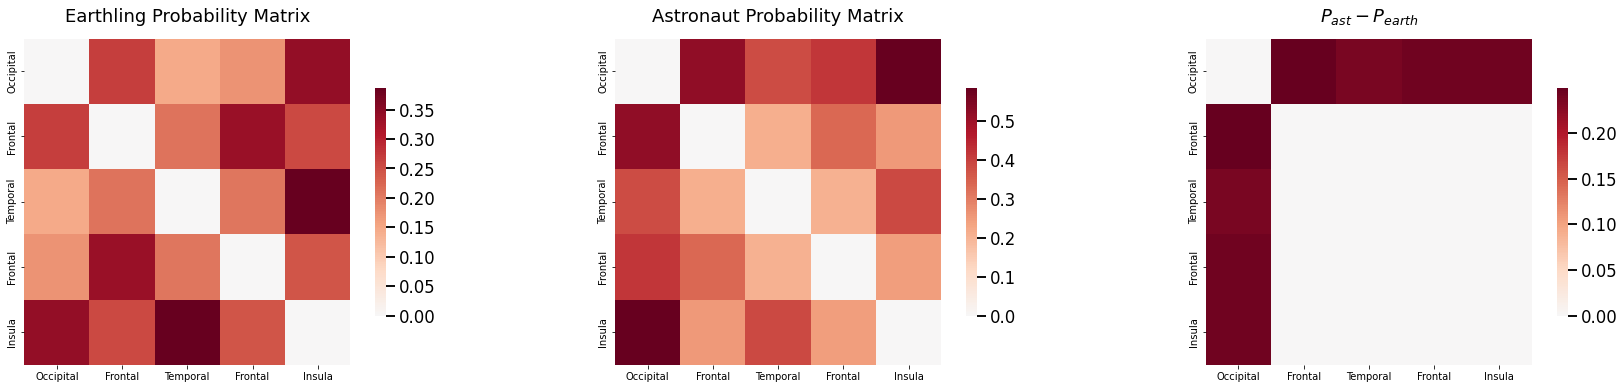 Earthling Probability Matrix
Occipital
Frontal
Temporal
Frontal
Insula
Occipital Frontal Temporal Frontal Insula
0.35
0.30
0.25
0.20
0.15
0.10
0.05
0.00
Astronaut Probability Matrix
Occipital
Frontal
Temporal
Frontal
Insula
Occipital Frontal Temporal Frontal Insula
0.5
0.4
0.3
0.2
0.1
0.0
P_ast − P_earth
Occipital
Frontal
Temporal
Frontal
Insula
Occipital Frontal Temporal Frontal Insula
0.20
0.15
0.10
0.05
0.00